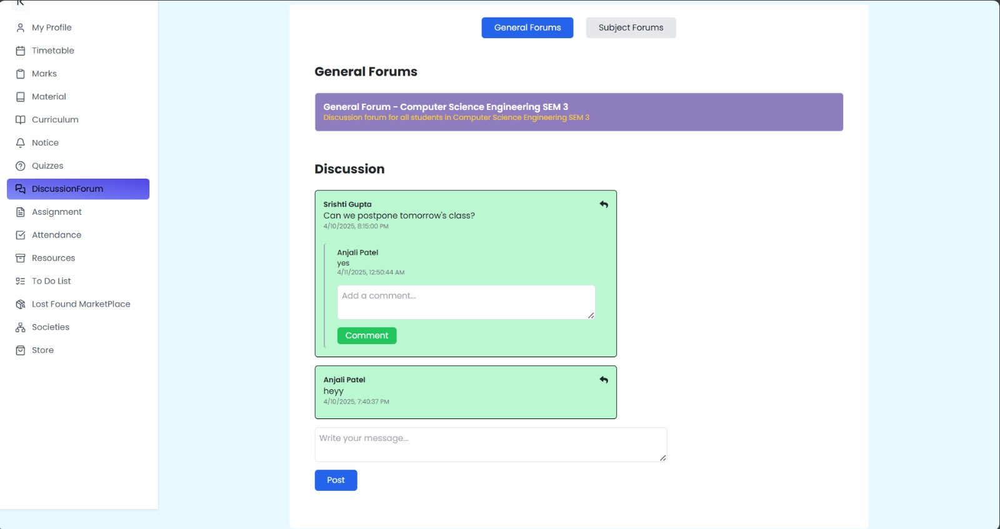 My Profile
Timetable
Marks
Material
Curriculum
Notice
Quizzes
DiscussionForum
Assignment
Attendance
Resources
To Do List
Lost Found MarketPlace
Societies
Store
General Forums
Subject Forums
General Forums
General Forum - Computer Science Engineering SEM 3
Discussion forum for all students in Computer Science Engineering SEM 3
Discussion
Srishti Gupta
Can we postpone tomorrow's class?
4/10/2025, 8:15:00 PM
Anjali Patel
yes
4/11/2025, 12:50:44 AM
Add a comment...
Comment
Anjali Patel
heyy
4/10/2025, 7:40:37 PM
Write your message...
Post